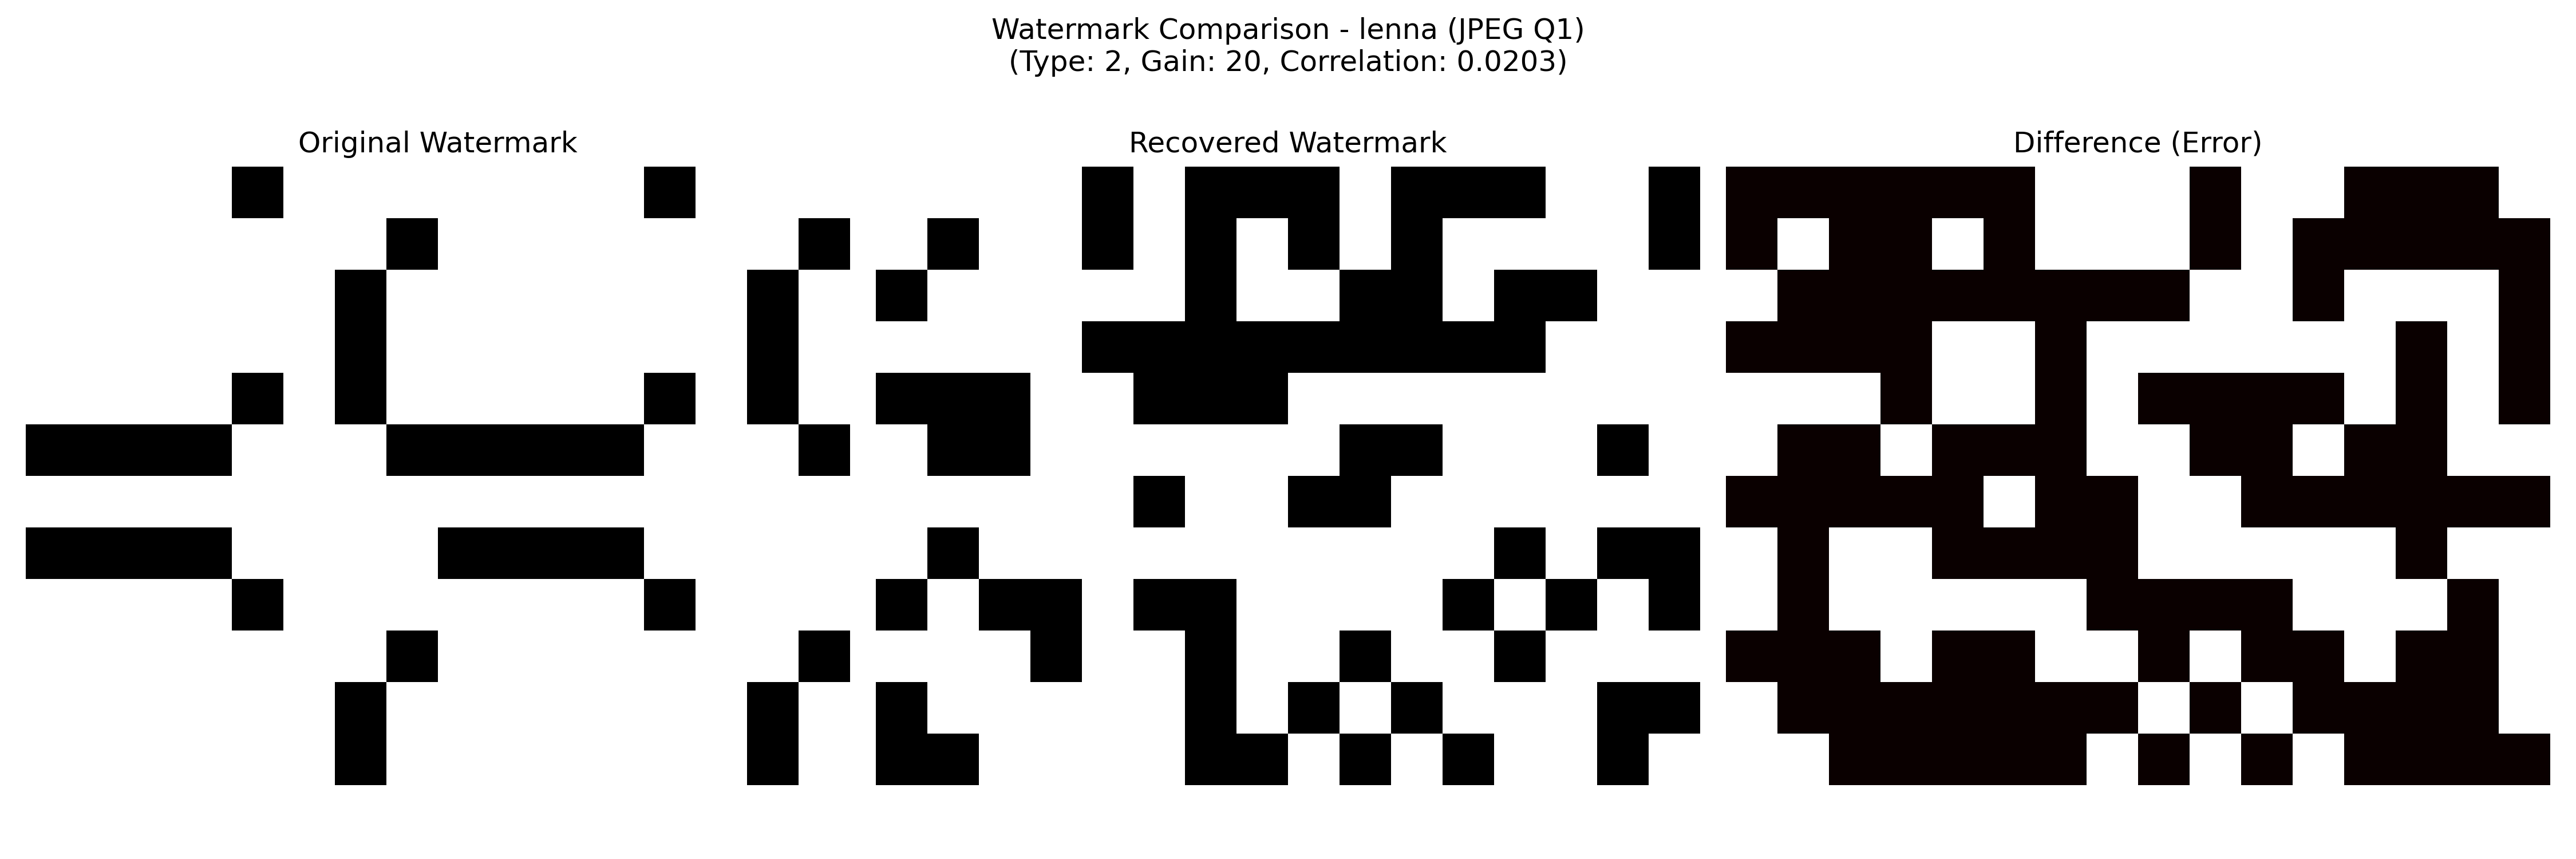 Watermark Comparison - lenna (JPEG Q1)
(Type: 2, Gain: 20, Correlation: 0.0203)
Original Watermark
Recovered Watermark
Difference (Error)